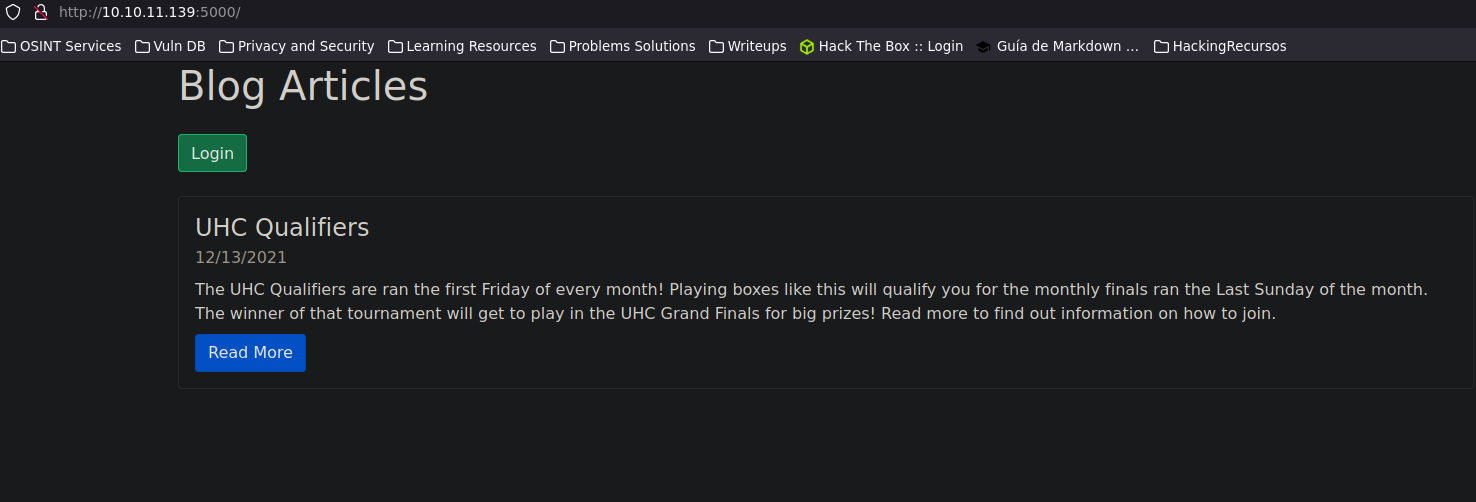 http://10.10.11.139:5000/
OSINT Services Vuln DB Privacy and Security Learning Resources Problems Solutions Writeups Hack The Box :: Login Guía de Markdown ... HackingRecursos
Blog Articles
Login
UHC Qualifiers
12/13/2021
The UHC Qualifiers are ran the first Friday of every month! Playing boxes like this will qualify you for the monthly finals ran the Last Sunday of the month.
The winner of that tournament will get to play in the UHC Grand Finals for big prizes! Read more to find out information on how to join.
Read More